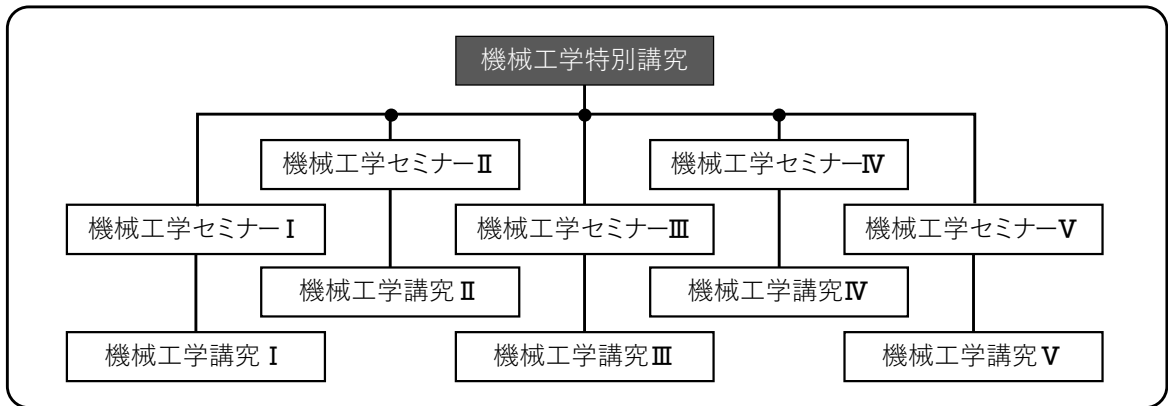 機械工学特別講究
機械工学セミナーⅡ
機械工学セミナーⅣ
機械工学セミナーⅠ
機械工学セミナーⅢ
機械工学セミナーⅤ
機械工学講究Ⅱ
機械工学講究Ⅳ
機械工学講究Ⅰ
機械工学講究Ⅲ
機械工学講究Ⅴ